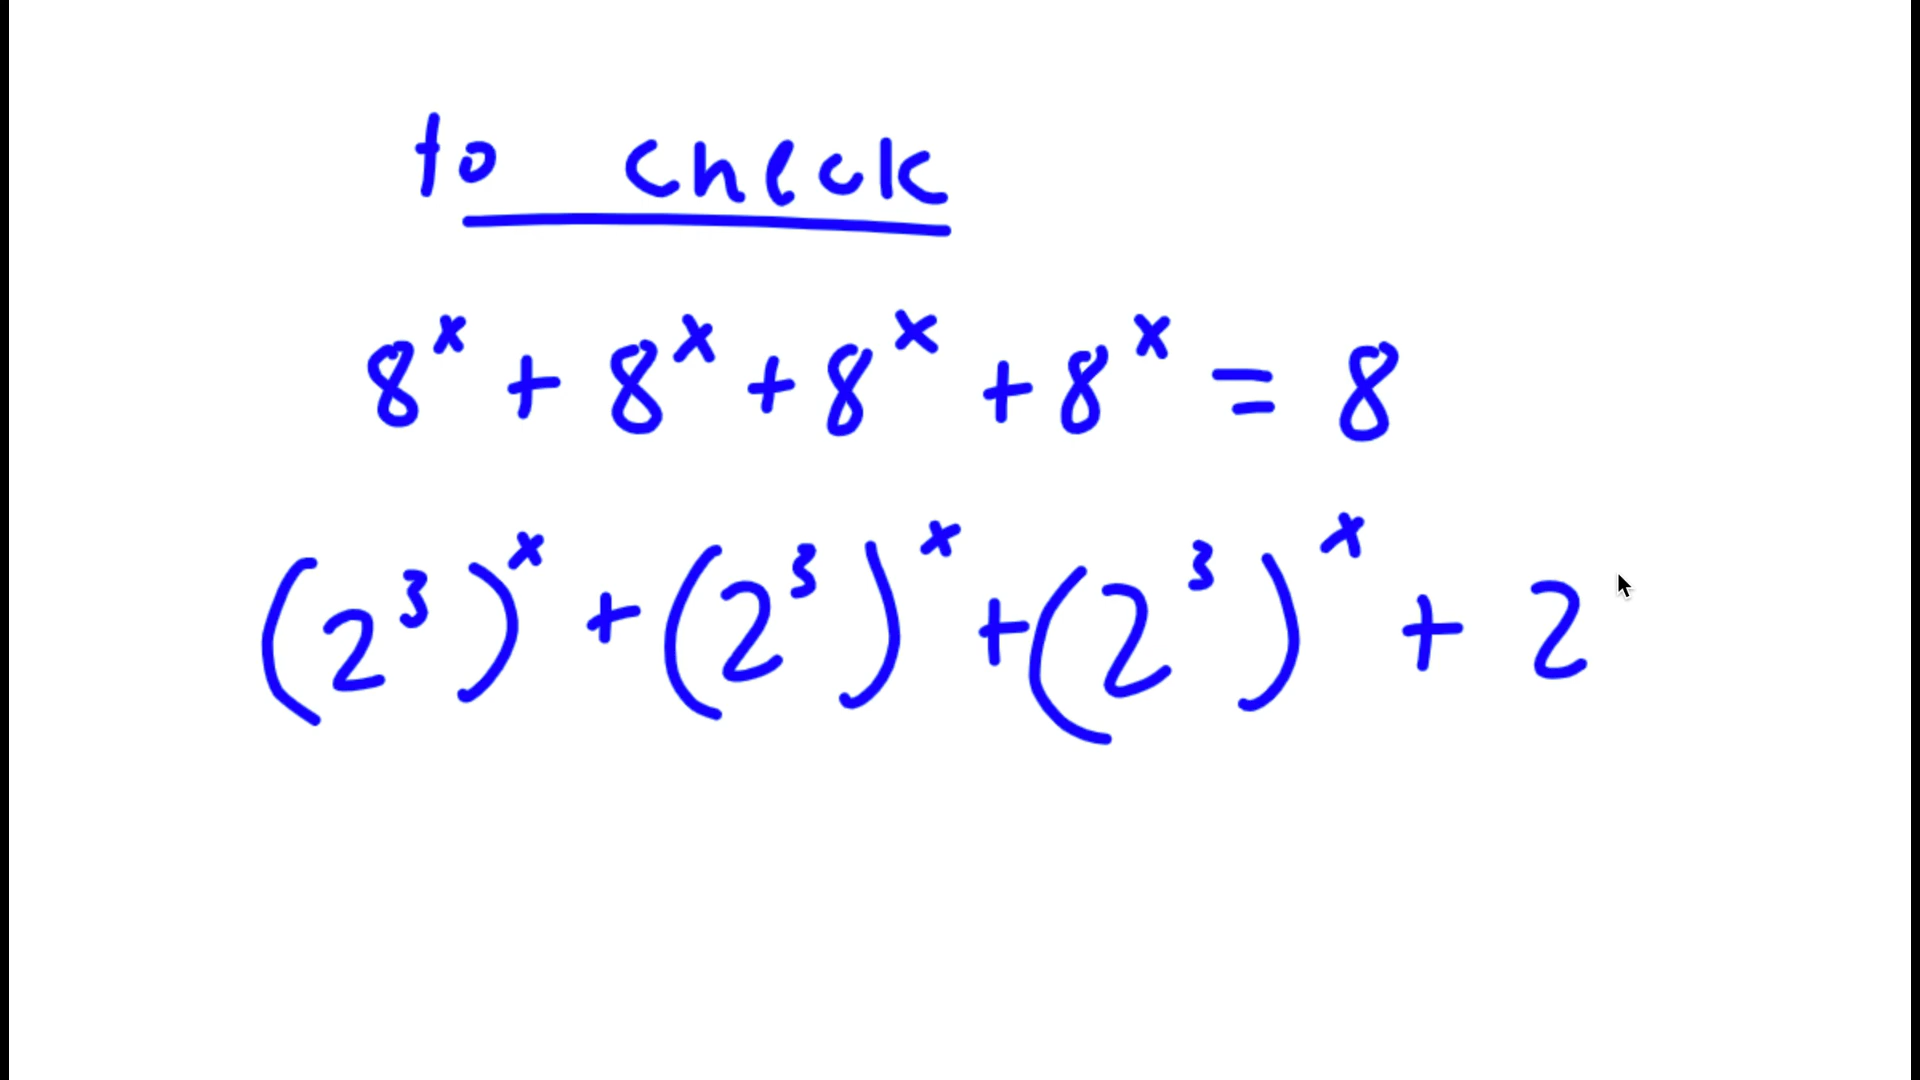 to check
8^x + 8^x + 8^x + 8^x = 8
(2^3)^x + (2^3)^x + (2^3)^x + 2